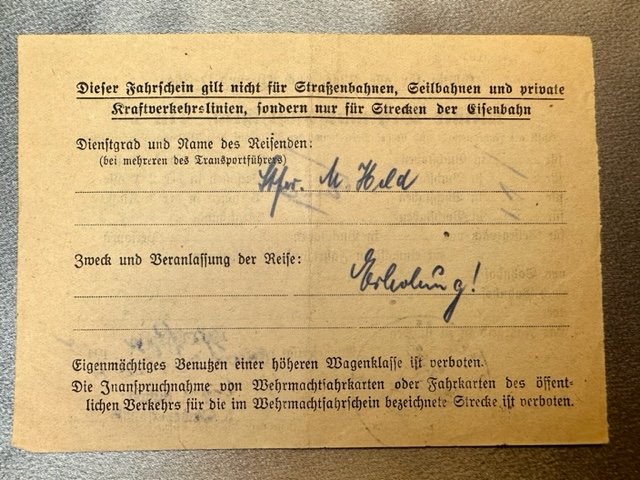 Dieser Fahrschein gilt nicht für Straßenbahnen, Seilbahnen und private
Kraftverkehrslinien, sondern nur für Strecken der Eisenbahn
Dienstgrad und Name des Reisenden:
(bei mehreren des Transportführers)
M Held
Zweck und Veranlassung der Reise:
Erholung!
Eigenmächtiges Benutzen einer höheren Wagenklasse ist verboten.
Die Inanspruchnahme von Wehrmachtfahrkarten oder Fahrkarten des öffent-
lichen Verkehrs für die im Wehrmachtfahrschein bezeichnete Strecke ist verboten.